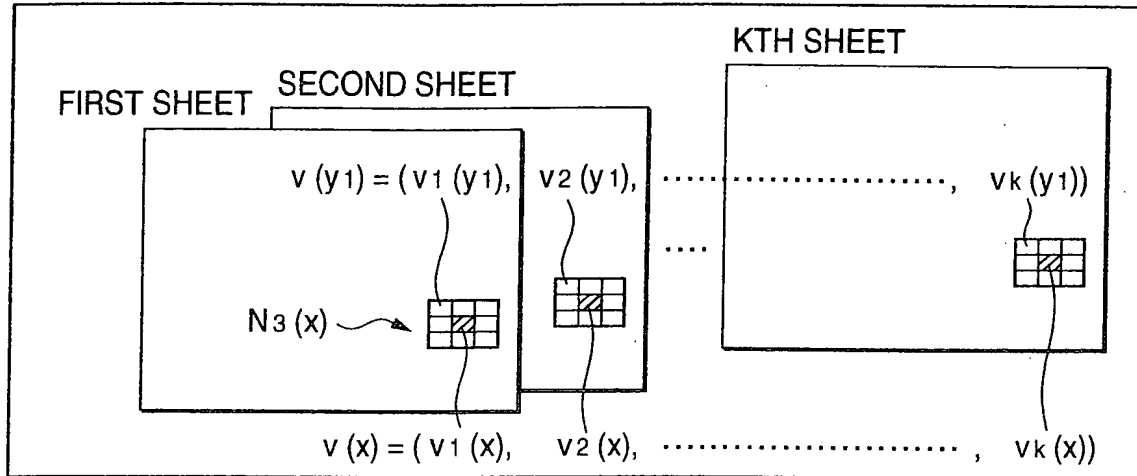 KTH SHEET
SECOND SHEET
FIRST SHEET
v (y1) = ( v1 (y1), v2 (y1), ........................, vk (y1))
....
N3 (x)
v (x) = ( v1 (x), v2 (x), ........................, vk (x))